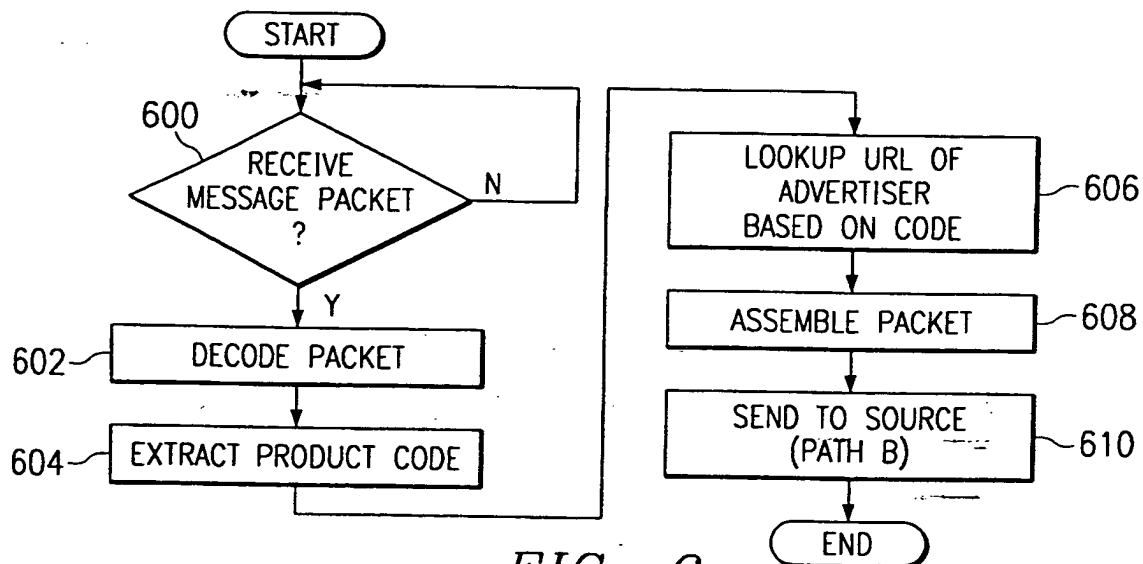 START
600
RECEIVE
MESSAGE PACKET
?
N
Y
602
DECODE PACKET
604
EXTRACT PRODUCT CODE
LOOKUP URL OF
ADVERTISER
BASED ON CODE
606
ASSEMBLE PACKET
608
SEND TO SOURCE
(PATH B)
610
END
FIG.